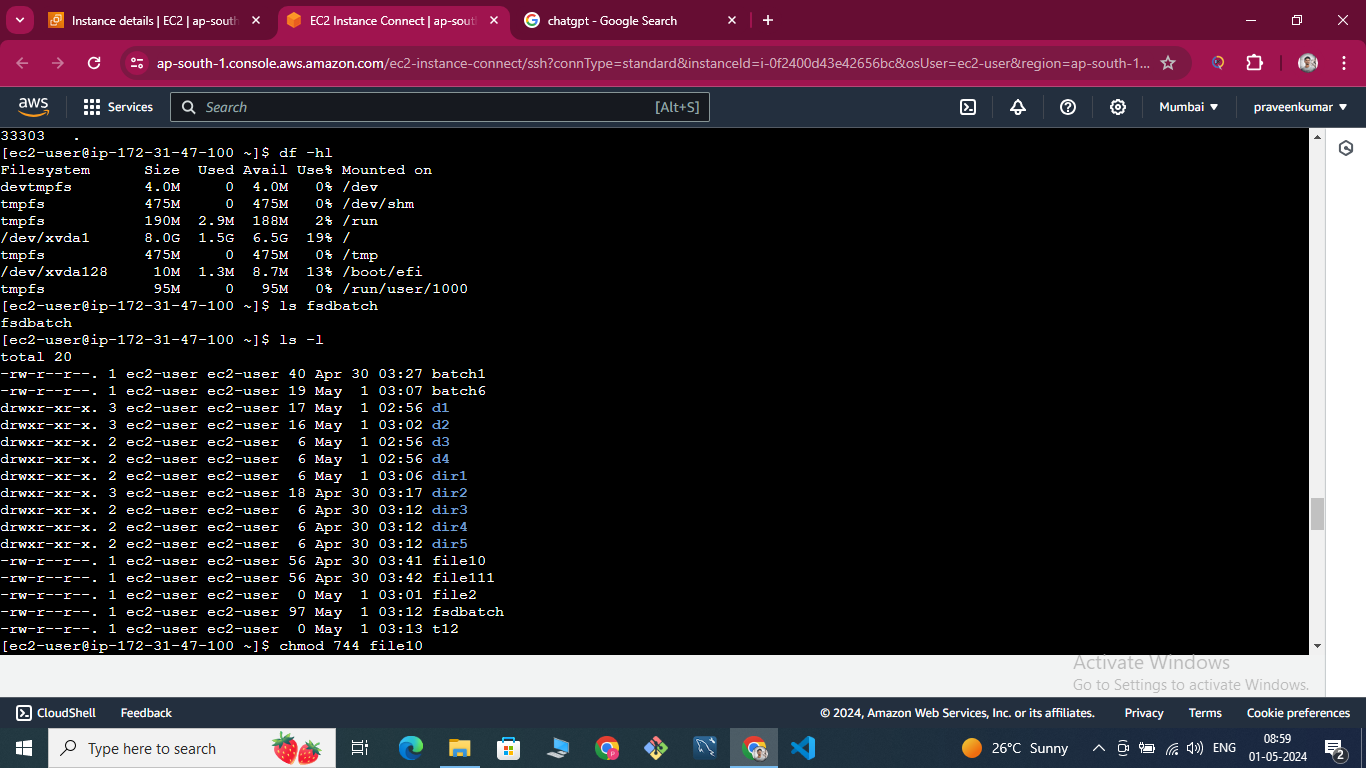 Instance details | EC2 | ap-south
EC2 Instance Connect | ap-sout
chatgpt - Google Search
ap-south-1.console.aws.amazon.com/ec2-instance-connect/ssh?connType=standard&instanceId=i-0f2400d43e42656bc&osUser=ec2-user&region=ap-south-1...
aws
Services
Search
[Alt+S]
Mumbai
praveenkumar
33303   .
[ec2-user@ip-172-31-47-100 ~]$ df -hl
Filesystem      Size  Used Avail Use% Mounted on
devtmpfs        4.0M     0  4.0M   0% /dev
tmpfs           475M     0  475M   0% /dev/shm
tmpfs           190M  2.9M  188M   2% /run
/dev/xvda1      8.0G  1.5G  6.5G  19% /
tmpfs           475M     0  475M   0% /tmp
/dev/xvda128     10M  1.3M  8.7M  13% /boot/efi
tmpfs            95M     0   95M   0% /run/user/1000
[ec2-user@ip-172-31-47-100 ~]$ ls fsdbatch
fsdbatch
[ec2-user@ip-172-31-47-100 ~]$ ls -l
total 20
-rw-r--r--. 1 ec2-user ec2-user 40 Apr 30 03:27 batch1
-rw-r--r--. 1 ec2-user ec2-user 19 May  1 03:07 batch6
drwxr-xr-x. 3 ec2-user ec2-user 17 May  1 02:56 d1
drwxr-xr-x. 3 ec2-user ec2-user 16 May  1 03:02 d2
drwxr-xr-x. 2 ec2-user ec2-user  6 May  1 02:56 d3
drwxr-xr-x. 2 ec2-user ec2-user  6 May  1 02:56 d4
drwxr-xr-x. 2 ec2-user ec2-user  6 May  1 03:06 dir1
drwxr-xr-x. 3 ec2-user ec2-user 18 Apr 30 03:17 dir2
drwxr-xr-x. 2 ec2-user ec2-user  6 Apr 30 03:12 dir3
drwxr-xr-x. 2 ec2-user ec2-user  6 Apr 30 03:12 dir4
drwxr-xr-x. 2 ec2-user ec2-user  6 Apr 30 03:12 dir5
-rw-r--r--. 1 ec2-user ec2-user 56 Apr 30 03:41 file10
-rw-r--r--. 1 ec2-user ec2-user 56 Apr 30 03:42 file111
-rw-r--r--. 1 ec2-user ec2-user  0 May  1 03:01 file2
-rw-r--r--. 1 ec2-user ec2-user 97 May  1 03:12 fsdbatch
-rw-r--r--. 1 ec2-user ec2-user  0 May  1 03:13 t12
[ec2-user@ip-172-31-47-100 ~]$ chmod 744 file10
Activate Windows
Go to Settings to activate Windows.
CloudShell
Feedback
© 2024, Amazon Web Services, Inc. or its affiliates.
Privacy
Terms
Cookie preferences
Type here to search
26°C Sunny
ENG
08:59
01-05-2024
2